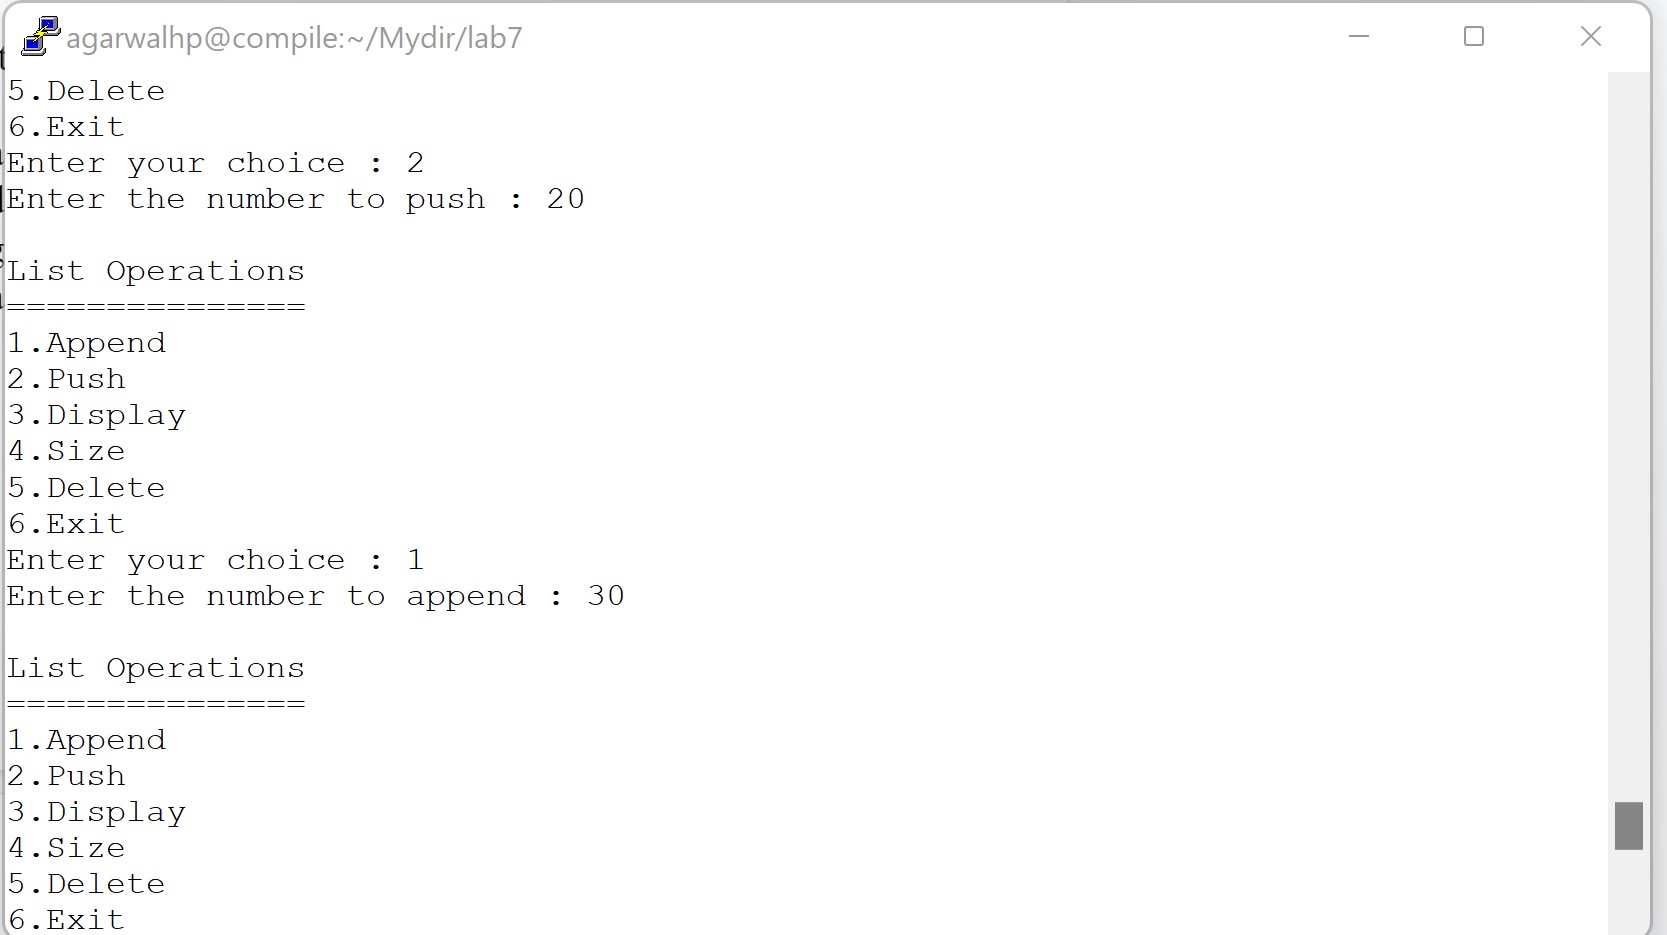 agarwalhp@compile:~/Mydir/lab7
5.Delete
6.Exit
Enter your choice : 2
Enter the number to push : 20
List Operations
===============
1.Append
2.Push
3.Display
4.Size
5.Delete
6.Exit
Enter your choice : 1
Enter the number to append : 30
List Operations
===============
1.Append
2.Push
3.Display
4.Size
5.Delete
6.Exit